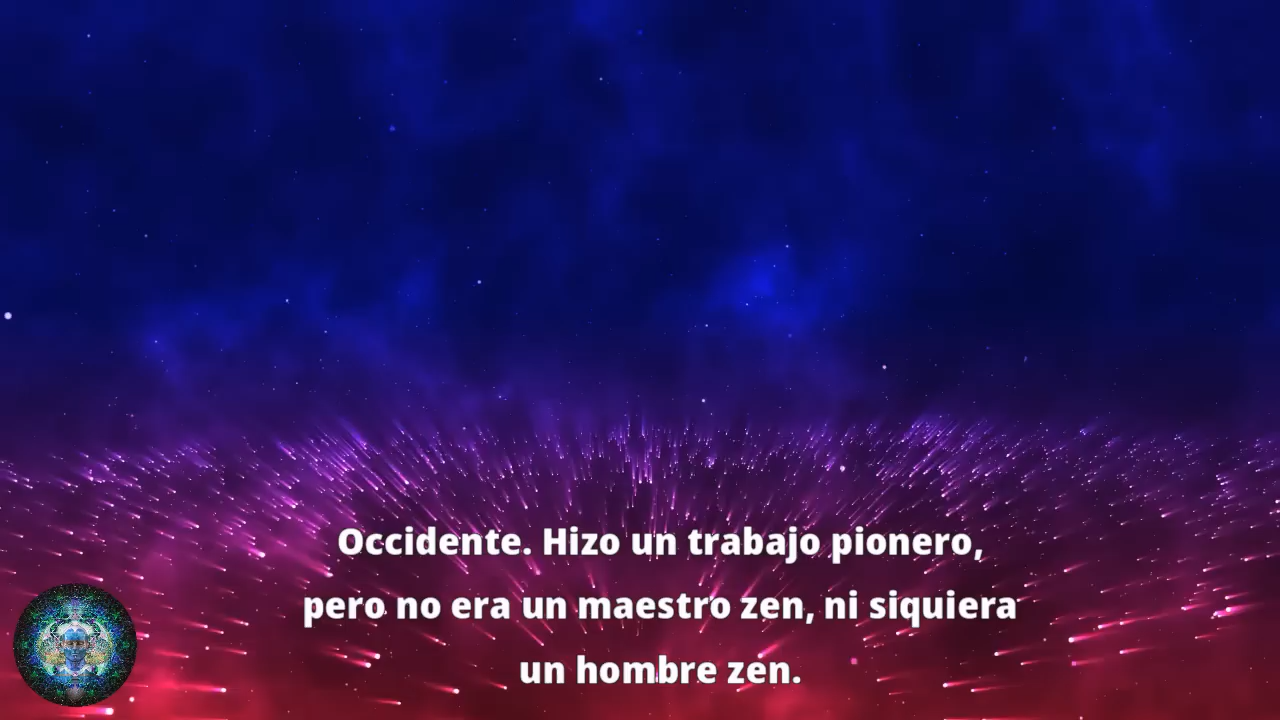 Occidente. Hizo un trabajo pionero,
pero no era un maestro zen, ni siquiera
un hombre zen.